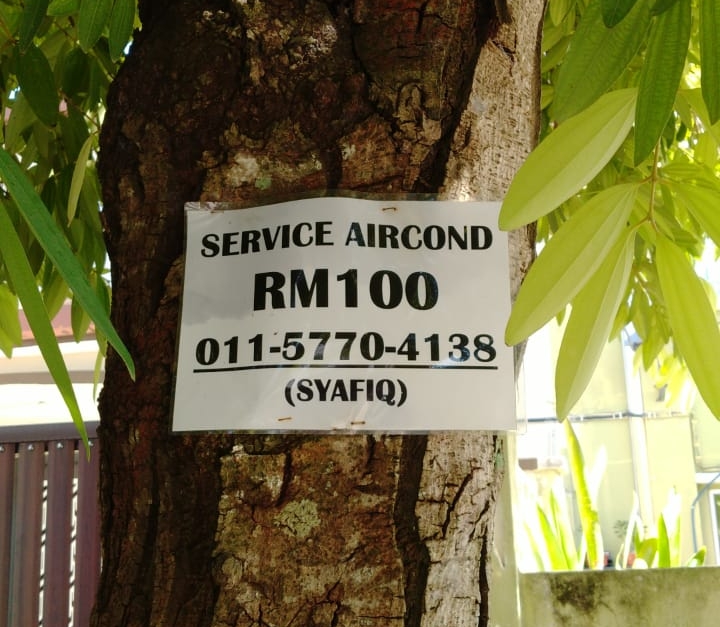 SERVICE AIRCOND
RM100
011-5770-4138
(SYAFIQ)